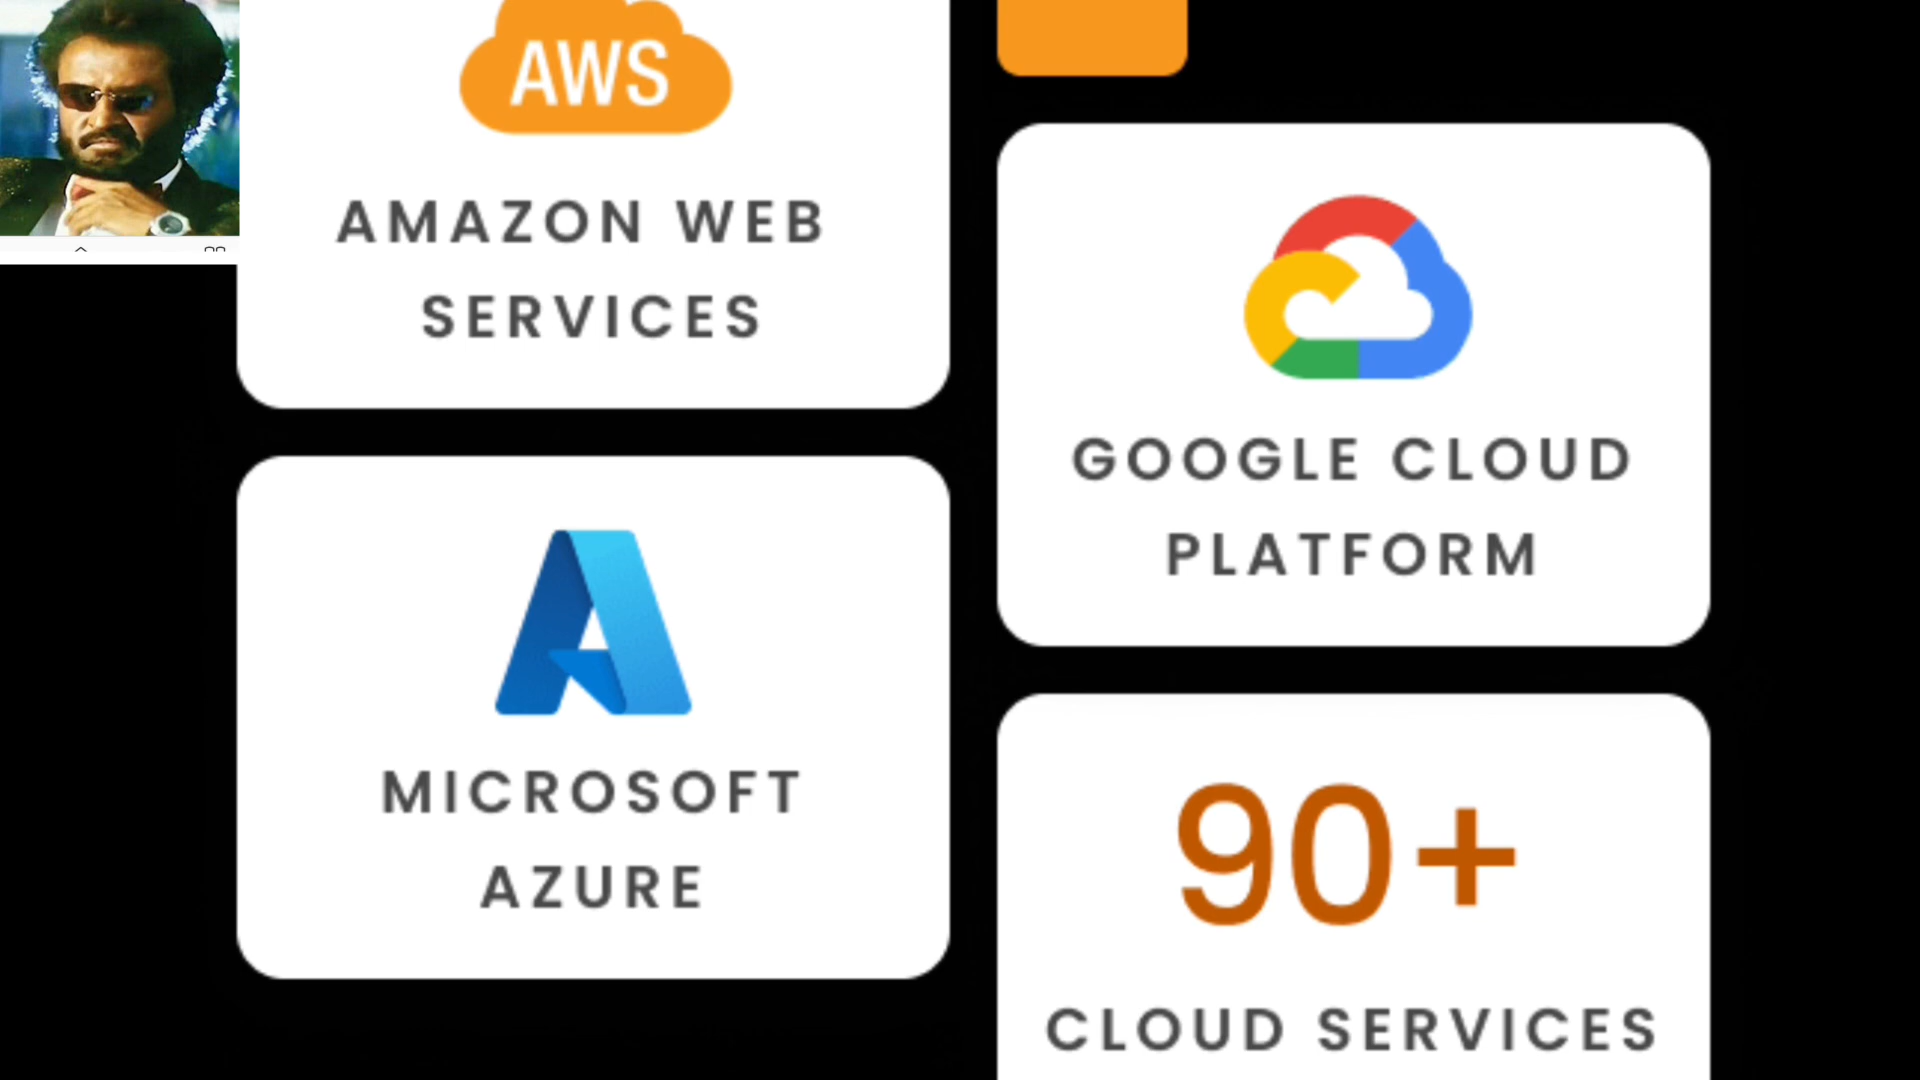 AWS
AMAZON WEB
SERVICES
GOOGLE CLOUD
PLATFORM
MICROSOFT
AZURE
90+
CLOUD SERVICES